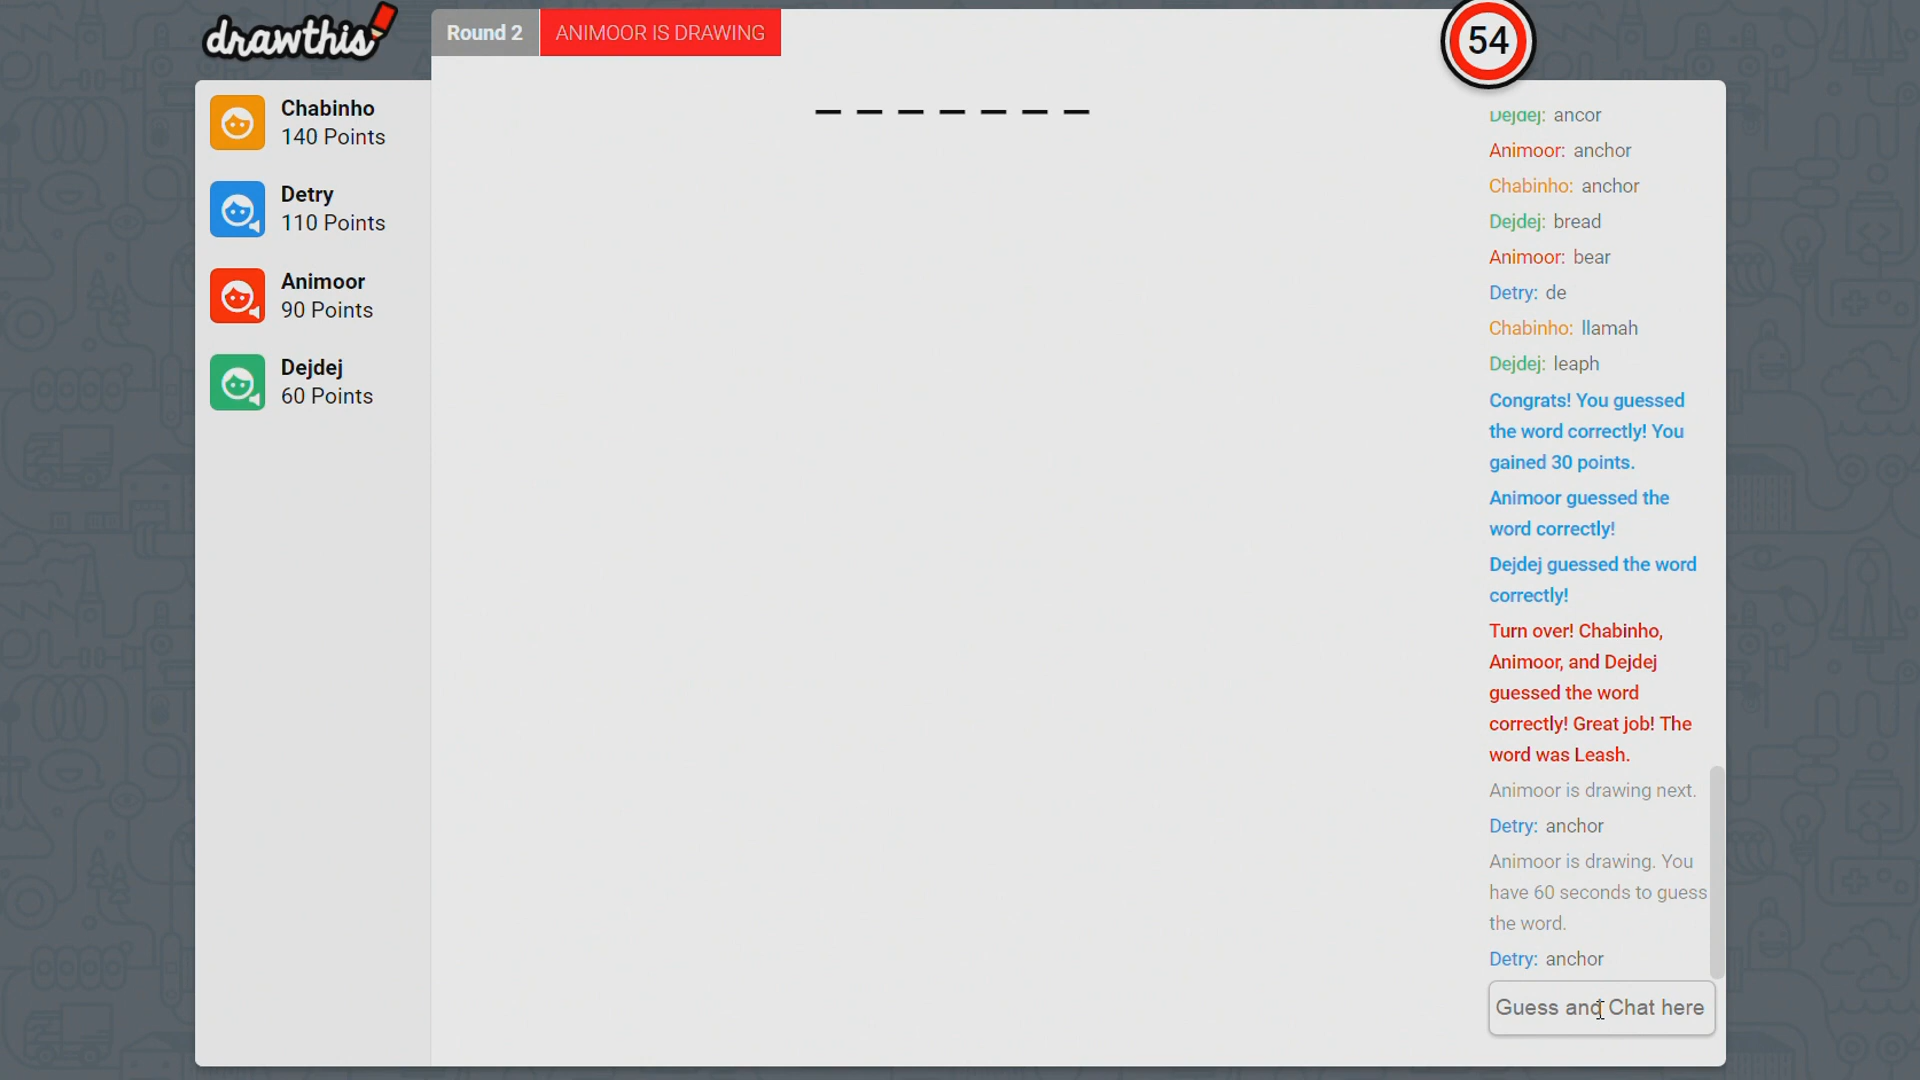 drawthis
Round 2
ANIMOOR IS DRAWING
54
Chabinho
140 Points
Detry
110 Points
Animoor
90 Points
Dejdej
60 Points
_ _ _ _ _ _ _
Dejdej: ancor
Animoor: anchor
Chabinho: anchor
Dejdej: bread
Animoor: bear
Detry: de
Chabinho: llamah
Dejdej: leaph
Congrats! You guessed
the word correctly! You
gained 30 points.
Animoor guessed the
word correctly!
Dejdej guessed the word
correctly!
Turn over! Chabinho,
Animoor, and Dejdej
guessed the word
correctly! Great job! The
word was Leash.
Animoor is drawing next.
Detry: anchor
Animoor is drawing. You
have 60 seconds to guess
the word.
Detry: anchor
Guess and Chat here